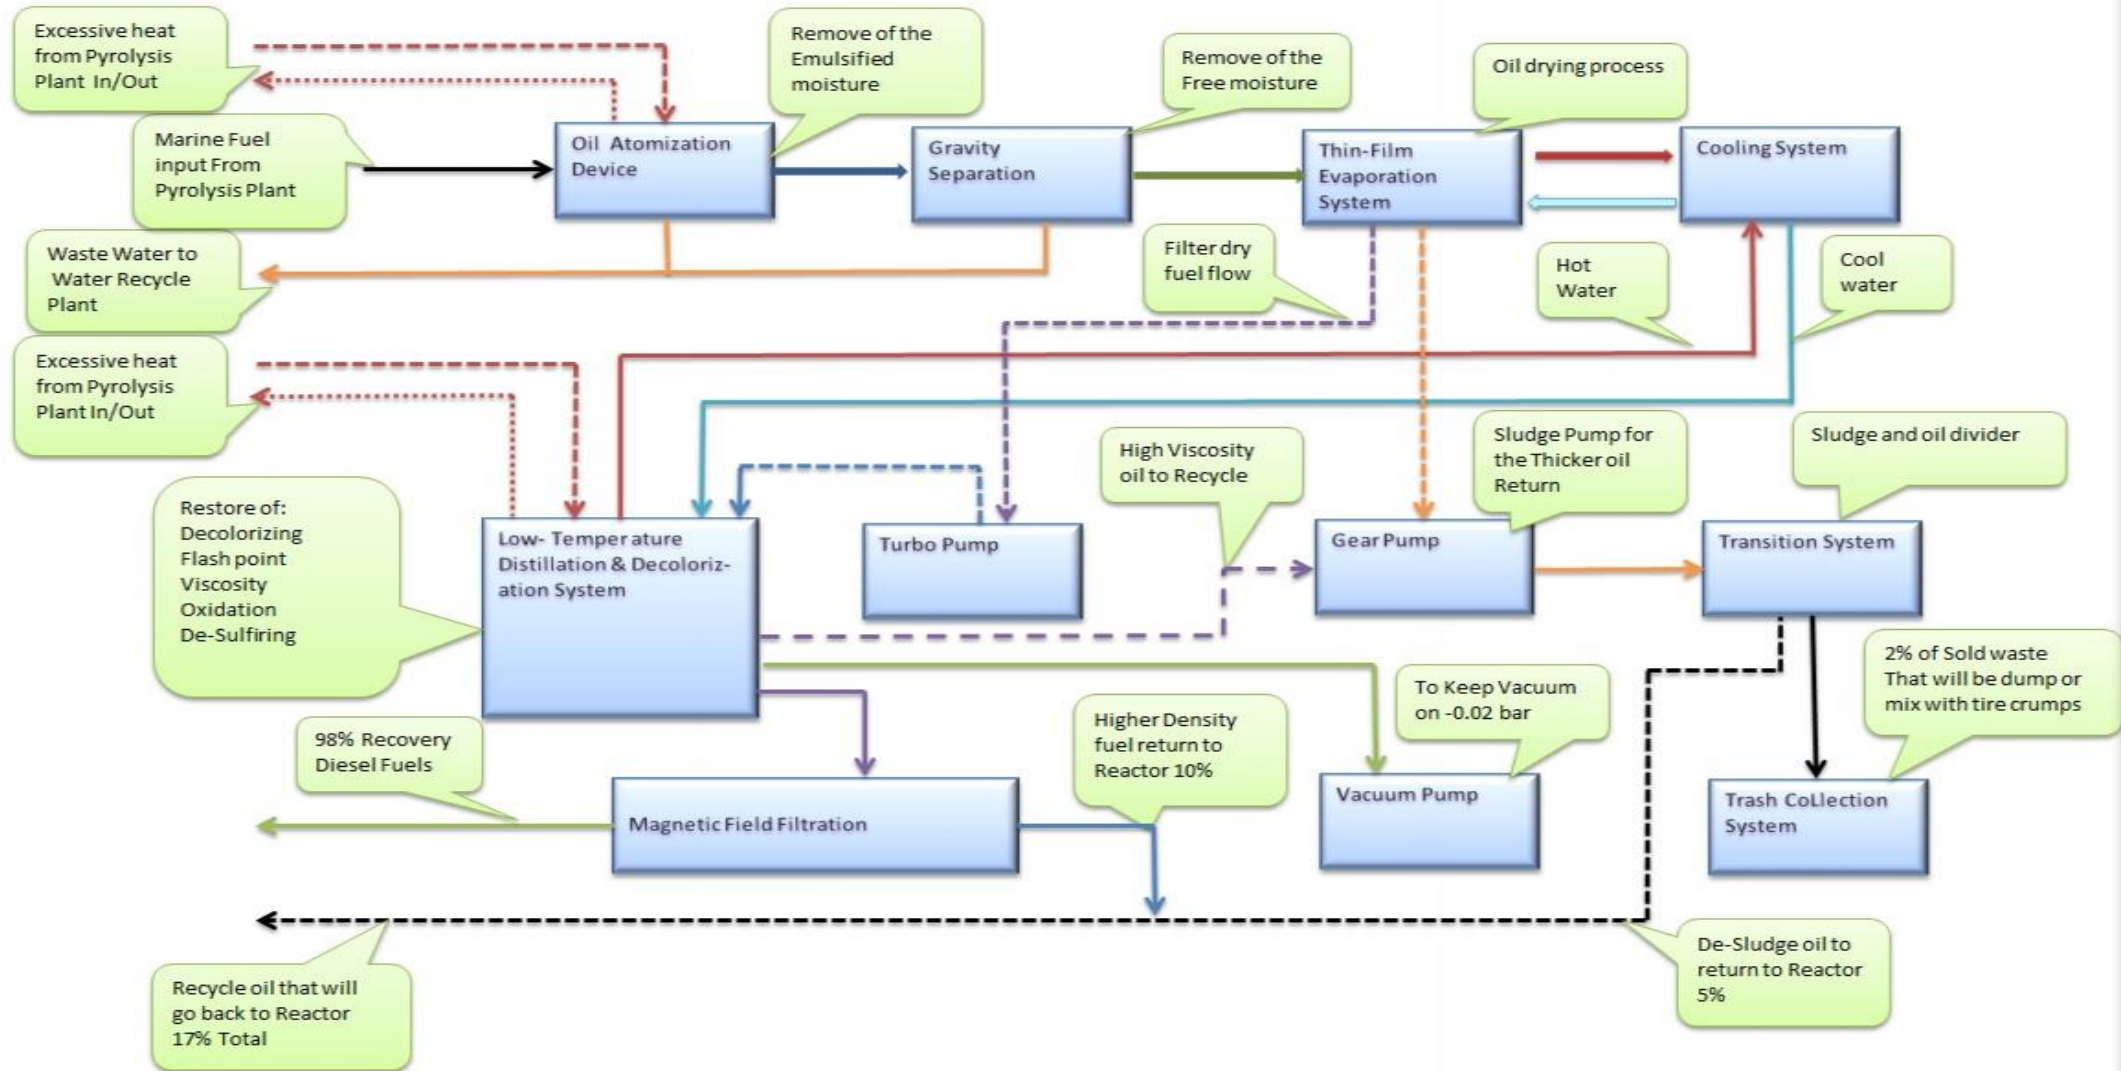 Excessive heat
from Pyrolysis
Plant In/Out
Remove of the
Emulsified
moisture
Remove of the
Free moisture
Oil drying process
Marine Fuel
input From
Pyrolysis Plant
Oil Atomization
Device
Gravity
Separation
Thin-Film
Evaporation
System
Cooling System
Waste Water to
Water Recycle
Plant
Filter dry
fuel flow
Hot
Water
Cool
water
Excessive heat
from Pyrolysis
Plant In/Out
High Viscosity
oil to Recycle
Sludge Pump for
the Thicker oil
Return
Sludge and oil divider
Restore of:
Decolorizing
Flash point
Viscosity
Oxidation
De-Sulfiring
Low- Temperature
Distillation & Decoloriz-
ation System
Turbo Pump
Gear Pump
Transition System
2% of Sold waste
That will be dump or
mix with tire crumps
98% Recovery
Diesel Fuels
Higher Density
fuel return to
Reactor 10%
To Keep Vacuum
on -0.02 bar
Magnetic Field Filtration
Vacuum Pump
Trash CoLlection
System
Recycle oil that will
go back to Reactor
17% Total
De-Sludge oil to
return to Reactor
5%